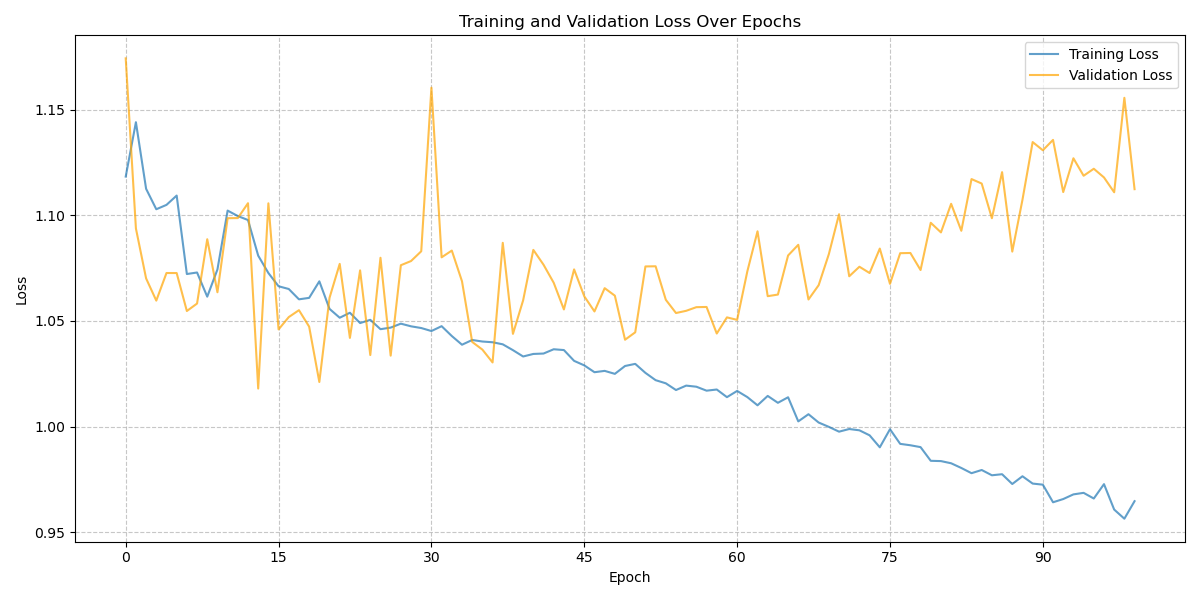 Training and Validation Loss Over Epochs
Training Loss
Validation Loss
Loss
1.15
1.10
1.05
1.00
0.95
0 15 30 45 60 75 90
Epoch